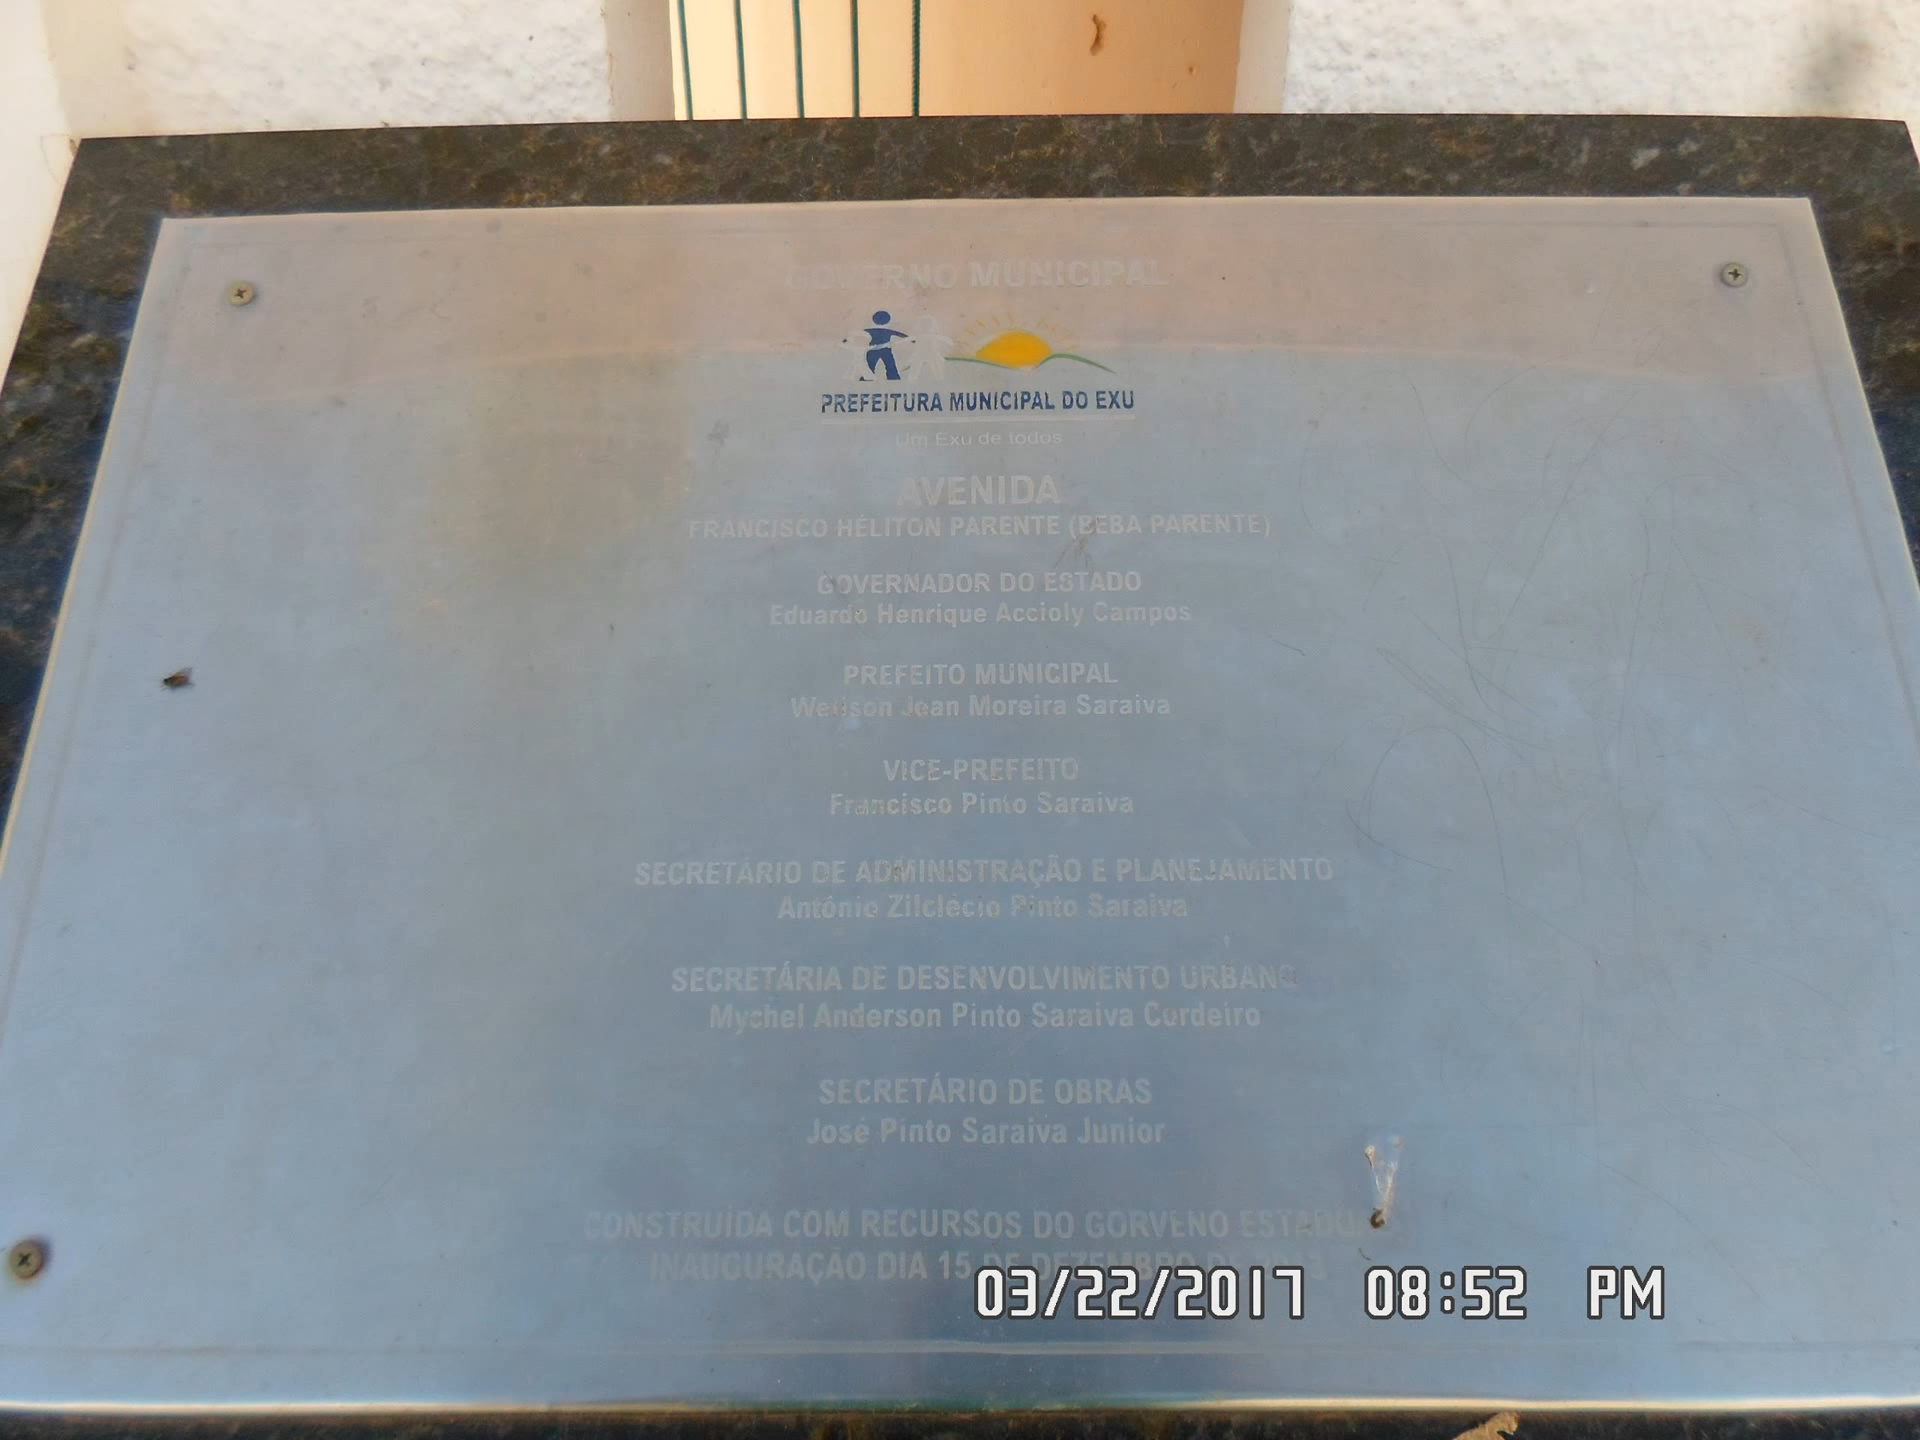 GOVERNO MUNICIPAL
PREFEITURA MUNICIPAL DO EXU
Um Exu de todos
AVENIDA
FRANCISCO HÉLITON PARENTE (BEBA PARENTE)
GOVERNADOR DO ESTADO
Eduardo Henrique Accioly Campos
PREFEITO MUNICIPAL
Welison Jean Moreira Saraiva
VICE-PREFEITO
Francisco Pinto Saraiva
SECRETÁRIO DE ADMINISTRAÇÃO E PLANEJAMENTO
Antônio Zilclécio Pinto Saraiva
SECRETÁRIA DE DESENVOLVIMENTO URBANO
Mychel Anderson Pinto Saraiva Cordeiro
SECRETÁRIO DE OBRAS
José Pinto Saraiva Junior
CONSTRUÍDA COM RECURSOS DO GORVENO ESTADUAL
INAUGURAÇÃO DIA 15 DE DEZEMBRO DE
03/22/2017 08:52 PM